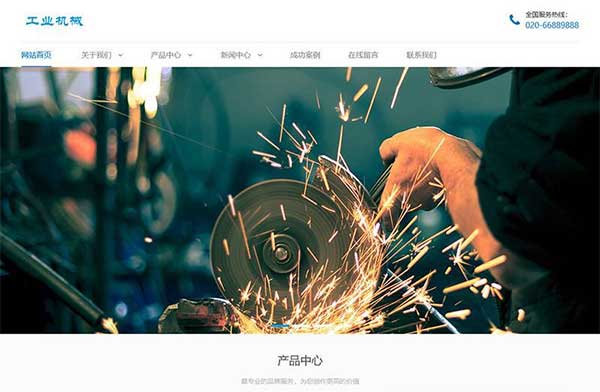 工业机械
全国服务热线：
020-66889888
网站首页 关于我们 产品中心 新闻中心 成功案例 在线留言 联系我们
产品中心
最专业的品牌服务，为您创作更高的价值